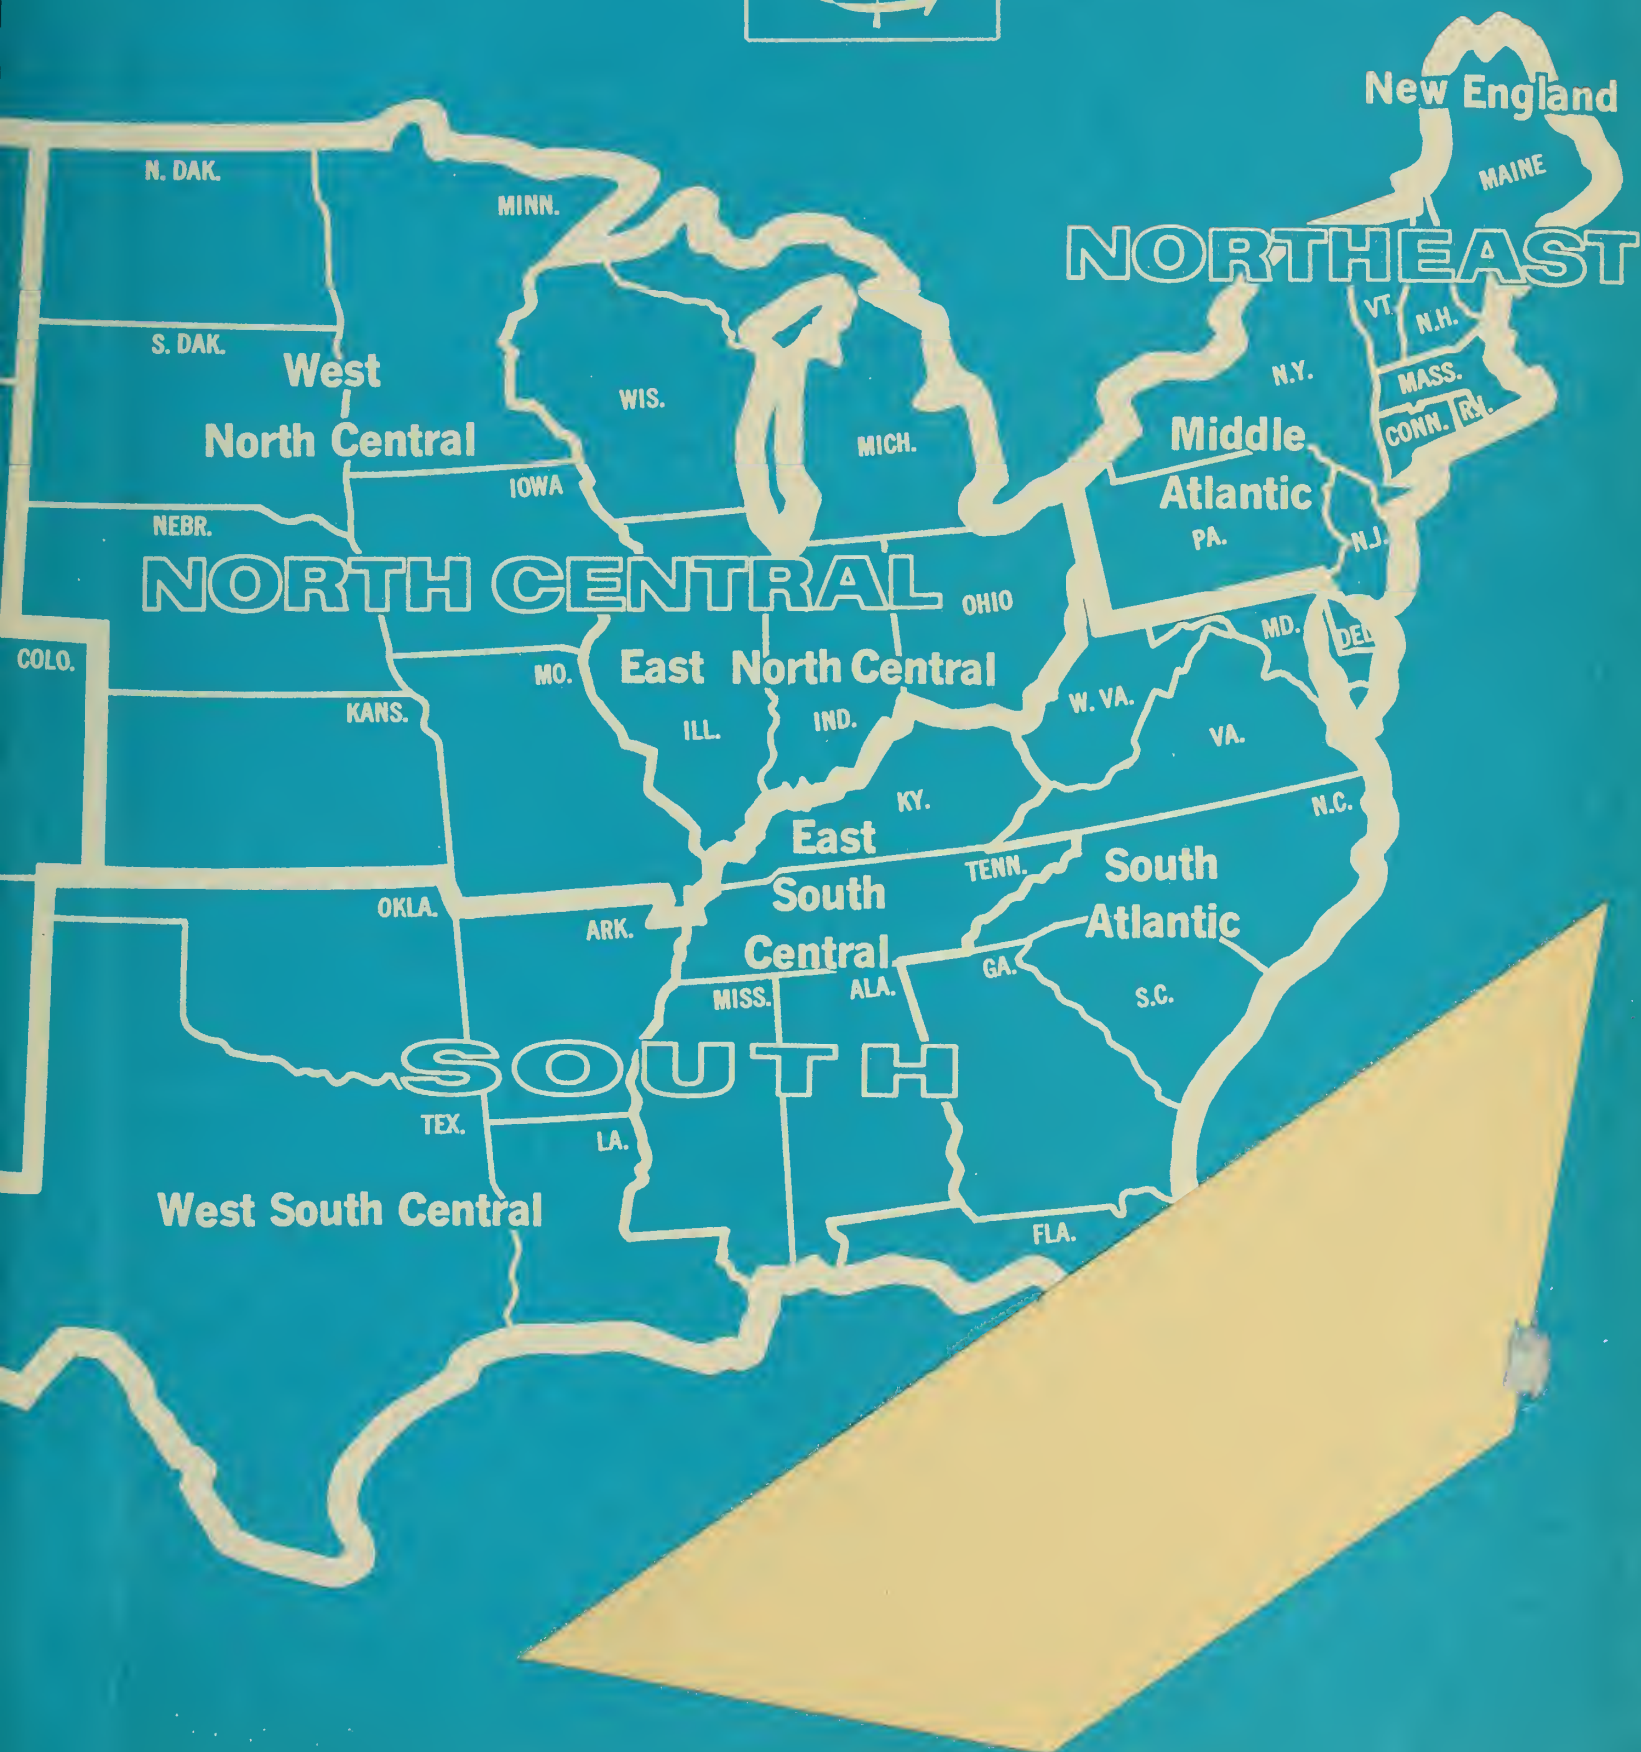 New England
MAINE
N. DAK.
MINN.
NORTHEAST
VT.
N.H.
S. DAK.
West
North Central
WIS.
N.Y.
MASS.
CONN.
R.I.
MICH.
Middle
Atlantic
IOWA
NEBR.
PA.
N.J.
NORTH CENTRAL
OHIO
MD.
DEL
COLO.
MO.
East North Central
KANS.
ILL.
IND.
W. VA.
VA.
KY.
N.C.
East
South
Central
TENN.
South
Atlantic
OKLA.
ARK.
MISS.
ALA.
GA.
S.C.
SOUTH
TEX.
LA.
West South Central
FLA.